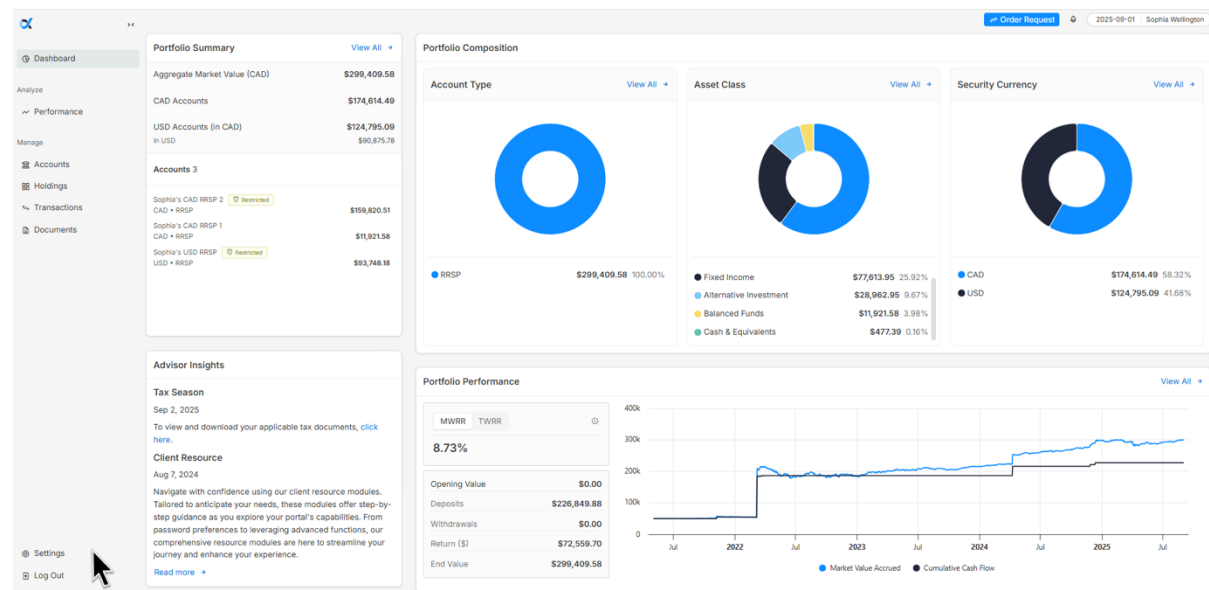 Order Request
2025-09-01 Sophia Wellington
Dashboard
Analyze
Performance
Manage
Accounts
Holdings
Transactions
Documents
Settings
Log Out
Portfolio Summary View All
Aggregate Market Value (CAD) $299,409.58
CAD Accounts $174,614.49
USD Accounts (in CAD) $124,795.09
In USD $90,875.78
Accounts 3
Sophia's CAD RRSP 2 Restricted
CAD • RRSP $159,820.51
Sophia's CAD RRSP 1
CAD • RRSP $11,921.58
Sophia's USD RRSP Restricted
USD • RRSP $93,748.18
Advisor Insights
Tax Season
Sep 2, 2025
To view and download your applicable tax documents, click
here.
Client Resource
Aug 7, 2024
Navigate with confidence using our client resource modules.
Tailored to anticipate your needs, these modules offer step-by-
step guidance as you explore your portal's capabilities. From
password preferences to leveraging advanced functions, our
comprehensive resource modules are here to streamline your
journey and enhance your experience.
Read more
Portfolio Composition
Account Type View All
RRSP $299,409.58 100.00%
Asset Class View All
Fixed Income $77,613.95 25.92%
Alternative Investment $28,962.95 9.67%
Balanced Funds $11,921.58 3.98%
Cash & Equivalents $477.39 0.16%
Security Currency View All
CAD $174,614.49 58.32%
USD $124,795.09 41.68%
Portfolio Performance View All
MWRR TWRR
8.73%
Opening Value $0.00
Deposits $226,849.88
Withdrawals $0.00
Return ($) $72,559.70
End Value $299,409.58
400k
300k
200k
100k
0
Jul 2022 Jul 2023 Jul 2024 Jul 2025 Jul
Market Value Accrued Cumulative Cash Flow